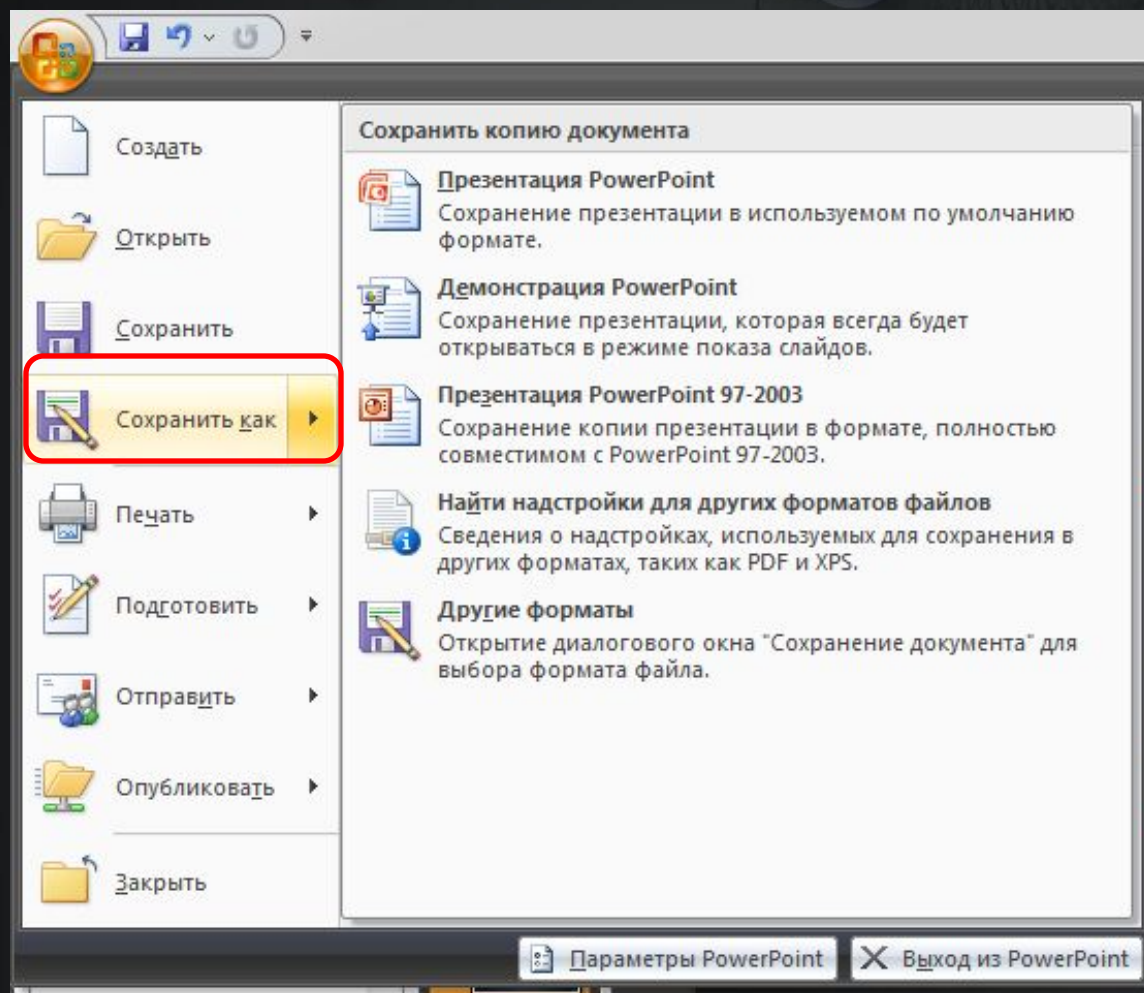 Создать
Открыть
Сохранить
Сохранить как
Печать
Подготовить
Отправить
Опубликовать
Закрыть
Сохранить копию документа
Презентация PowerPoint
Сохранение презентации в используемом по умолчанию
формате.
Демонстрация PowerPoint
Сохранение презентации, которая всегда будет
открываться в режиме показа слайдов.
Презентация PowerPoint 97-2003
Сохранение копии презентации в формате, полностью
совместимом с PowerPoint 97-2003.
Найти надстройки для других форматов файлов
Сведения о надстройках, используемых для сохранения в
других форматах, таких как PDF и XPS.
Другие форматы
Открытие диалогового окна "Сохранение документа" для
выбора формата файла.
Параметры PowerPoint
Выход из PowerPoint